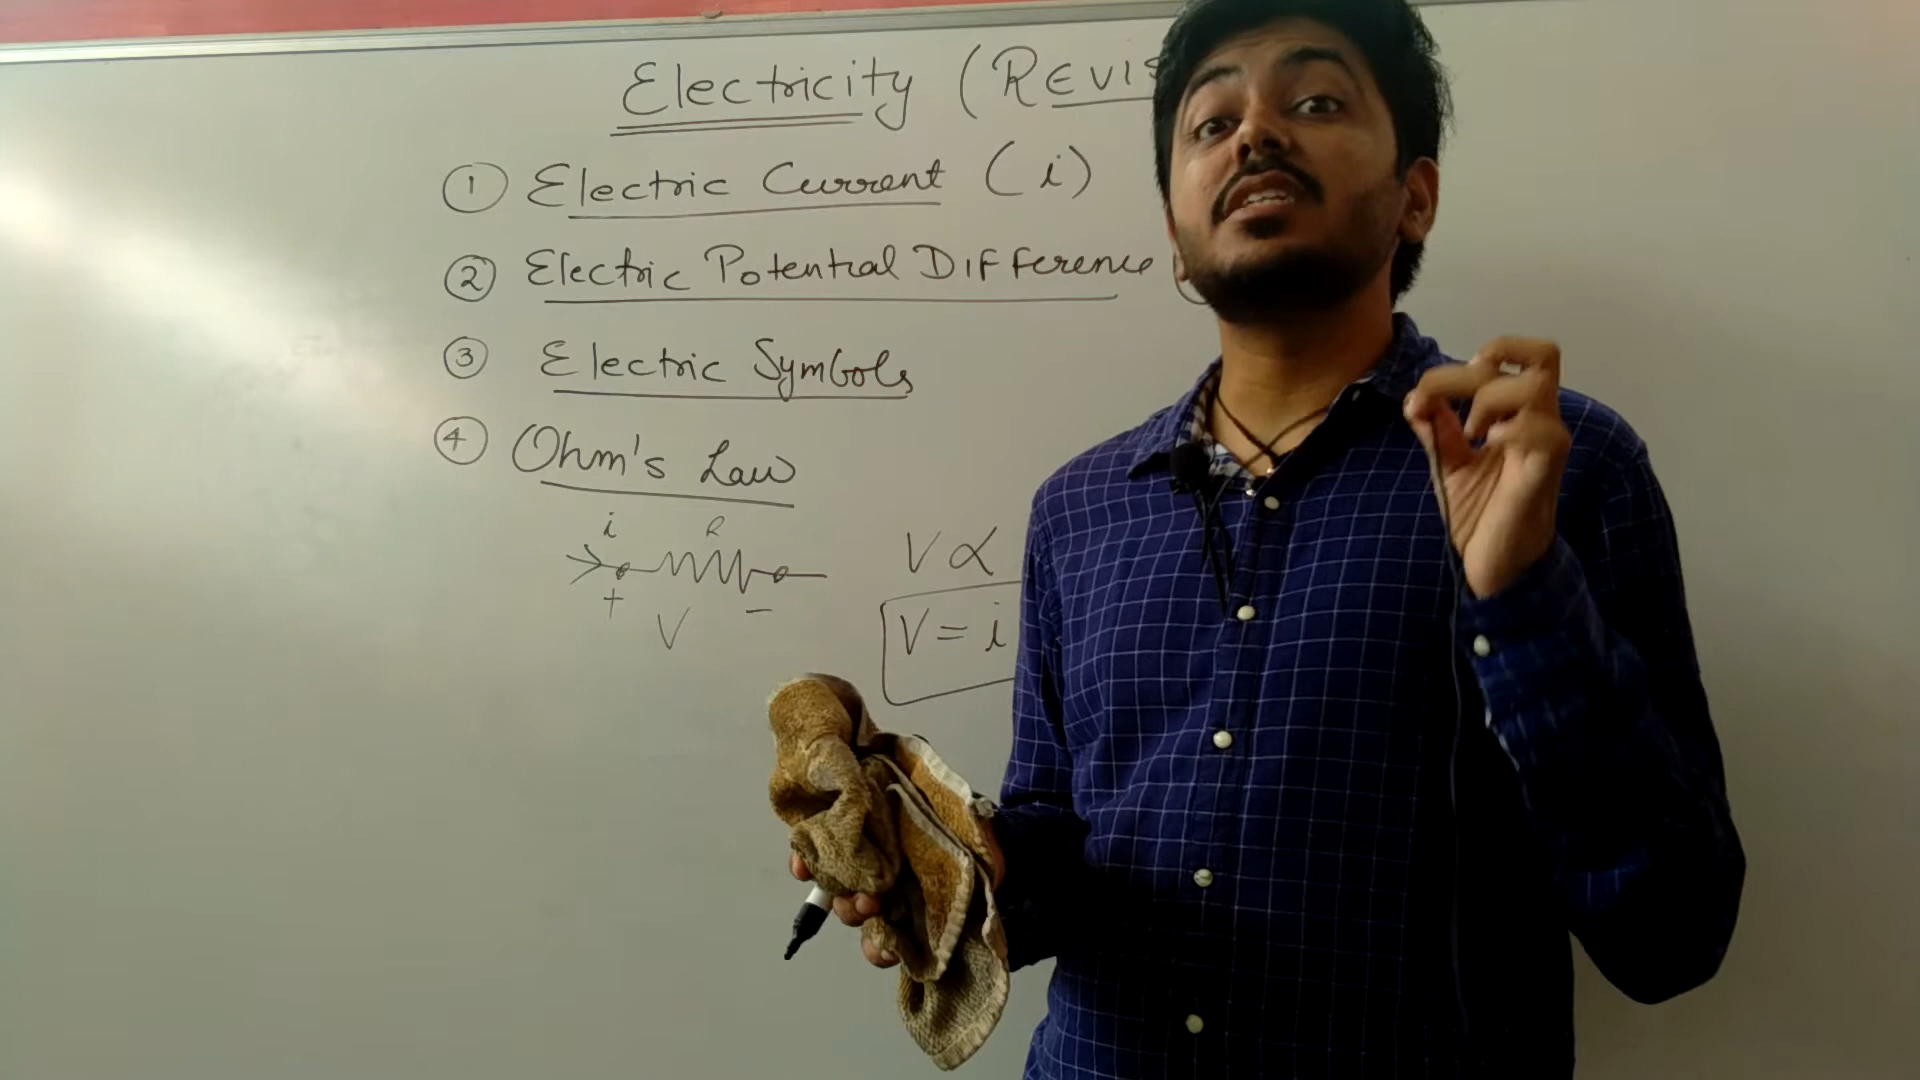 Electricity (Revis
1 Electric Current (i)
2 Electric Potential Difference
3 Electric Symbols
4 Ohm's Law
i R
+ V −
V ∝
V = i